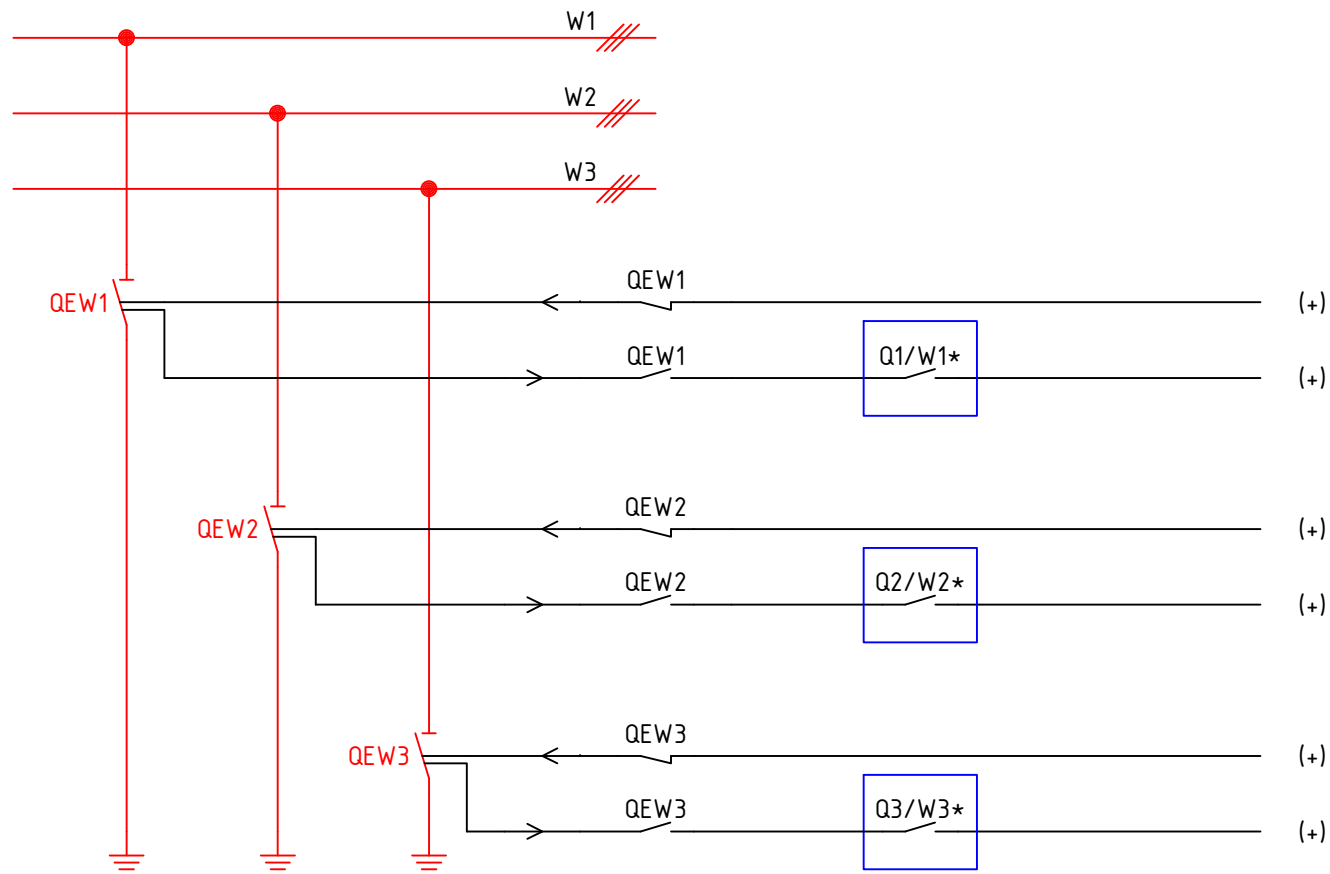 W1
W2
W3
QEW1
QEW1 (+)
QEW1 Q1/W1* (+)
QEW2
QEW2 (+)
QEW2 Q2/W2* (+)
QEW3
QEW3 (+)
QEW3 Q3/W3* (+)